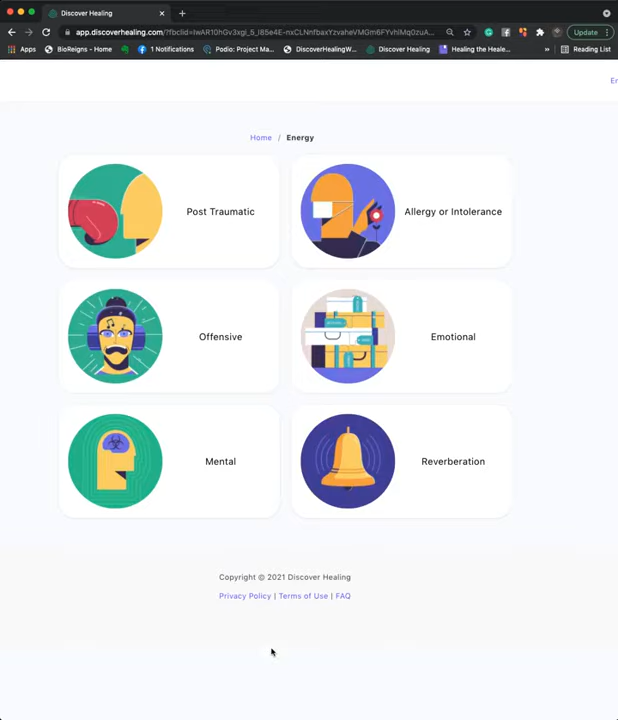 Discover Healing
app.discoverhealing.com/?fbclid=IwAR10hGv3xgi_5_i85e4E-nxCLNnfbaxYzvaheVMGm6FYvhlMq0zuA...
Update
Apps
BioReigns - Home
1 Notifications
Podio: Project Ma...
DiscoverHealingW...
Discover Healing
Healing the Heale...
»
Reading List
Er
Home / Energy
Post Traumatic
Allergy or Intolerance
Offensive
Emotional
Mental
Reverberation
Copyright © 2021 Discover Healing
Privacy Policy | Terms of Use | FAQ